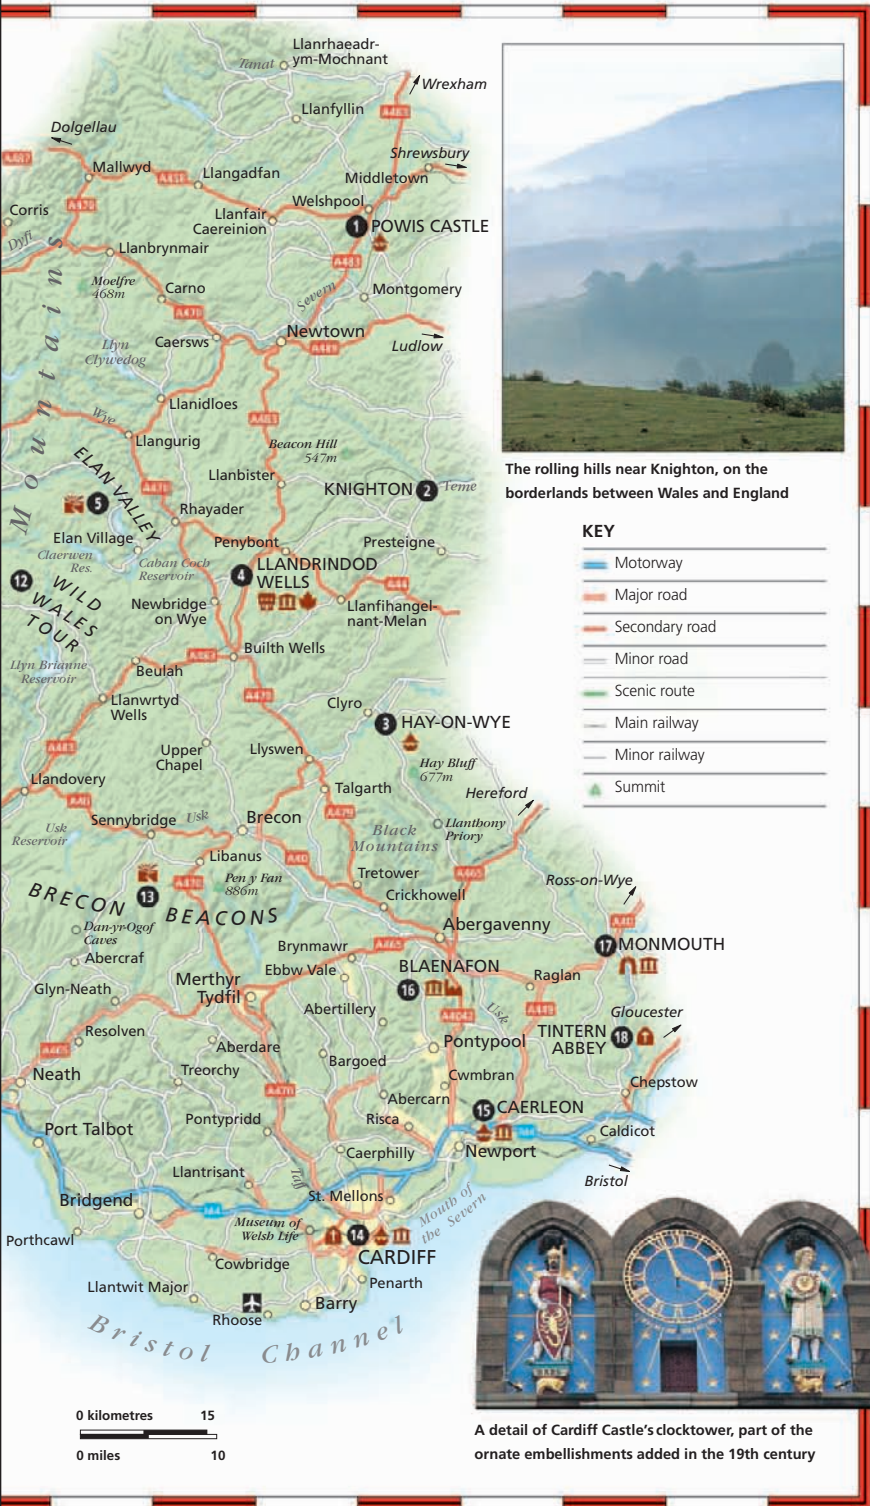 Llanrhaeadr-
ym-Mochnant
Tanat
Wrexham
A483
Llanfyllin
Dolgellau
A487
Shrewsbury
Mallwyd
Llangadfan
A458
Middletown
Corris
A470
Welshpool
Llanfair
Caereinion
1 POWIS CASTLE
Dyfi
Llanbrynmair
A483
Moelfre
468m
Carno
Severn
Montgomery
A470
Newtown
Caersws
A489
Ludlow
Llyn
Clywedog
Mountains
Llanidloes
Wye
A483
Llangurig
Beacon Hill
547m
ELAN VALLEY
Llanbister
KNIGHTON 2
Teme
A470
5
Rhayader
Elan Village
Penybont
Presteigne
Claerwen
Res.
Caban Coch
Reservoir
4
LLANDRINDOD
WELLS
A44
12
WILD
WALES
TOUR
Newbridge
on Wye
Llanfihangel-
nant-Melan
Builth Wells
A483
Llyn Brianne
Reservoir
Beulah
A470
Llanwrtyd
Wells
Clyro
3 HAY-ON-WYE
A483
Upper
Chapel
Llyswen
Hay Bluff
677m
Llandovery
Talgarth
Hereford
A40
Sennybridge
Usk
Brecon
A479
Llanthony
Priory
Usk
Reservoir
Black
Mountains
Libanus
A40
A465
A470
Pen y Fan
886m
Tretower
Ross-on-Wye
BRECON BEACONS
13
Crickhowell
A40
Dan-yr-Ogof
Caves
Abergavenny
17 MONMOUTH
Abercraf
Brynmawr
A465
Ebbw Vale
BLAENAFON
16
Raglan
Glyn-Neath
Merthyr
Tydfil
Abertillery
A4042
Usk
A449
Gloucester
Resolven
TINTERN
ABBEY 18
A465
Aberdare
Pontypool
Bargoed
Neath
Treorchy
A470
Cwmbran
Chepstow
Abercarn
15 CAERLEON
Port Talbot
Pontypridd
Risca
M4
Caldicot
Caerphilly
Newport
Llantrisant
Taff
Bristol
Bridgend
M4
St. Mellons
Mouth of
the Severn
Museum of
Welsh Life
14
CARDIFF
Porthcawl
Cowbridge
Penarth
Llantwit Major
Barry
Rhoose
Bristol Channel
0 kilometres 15
0 miles 10
The rolling hills near Knighton, on the
borderlands between Wales and England
KEY
Motorway
Major road
Secondary road
Minor road
Scenic route
Main railway
Minor railway
Summit
A detail of Cardiff Castle's clocktower, part of the
ornate embellishments added in the 19th century